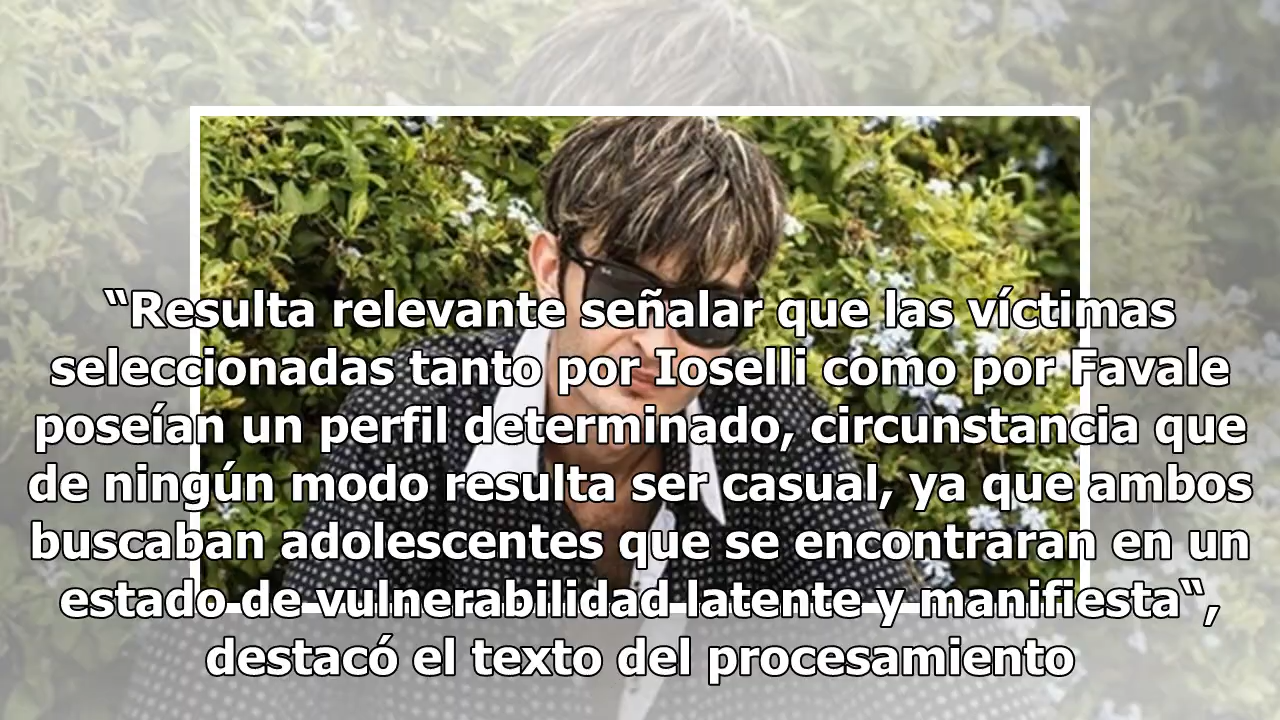 “Resulta relevante señalar que las víctimas
seleccionadas tanto por Ioselli como por Favale
poseían un perfil determinado, circunstancia que
de ningún modo resulta ser casual, ya que ambos
buscaban adolescentes que se encontraran en un
estado de vulnerabilidad latente y manifiesta“,
destacó el texto del procesamiento